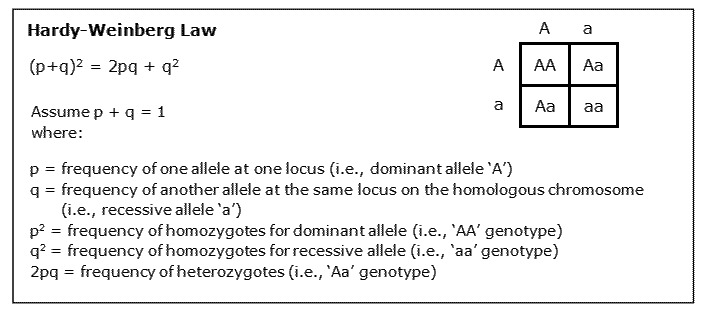 Hardy-Weinberg Law
(p+q)² = 2pq + q²
Assume p + q = 1
where:
A a
A AA Aa
a Aa aa
p = frequency of one allele at one locus (i.e., dominant allele ‘A’)
q = frequency of another allele at the same locus on the homologous chromosome
(i.e., recessive allele ‘a’)
p² = frequency of homozygotes for dominant allele (i.e., ‘AA’ genotype)
q² = frequency of homozygotes for recessive allele (i.e., ‘aa’ genotype)
2pq = frequency of heterozygotes (i.e., ‘Aa’ genotype)